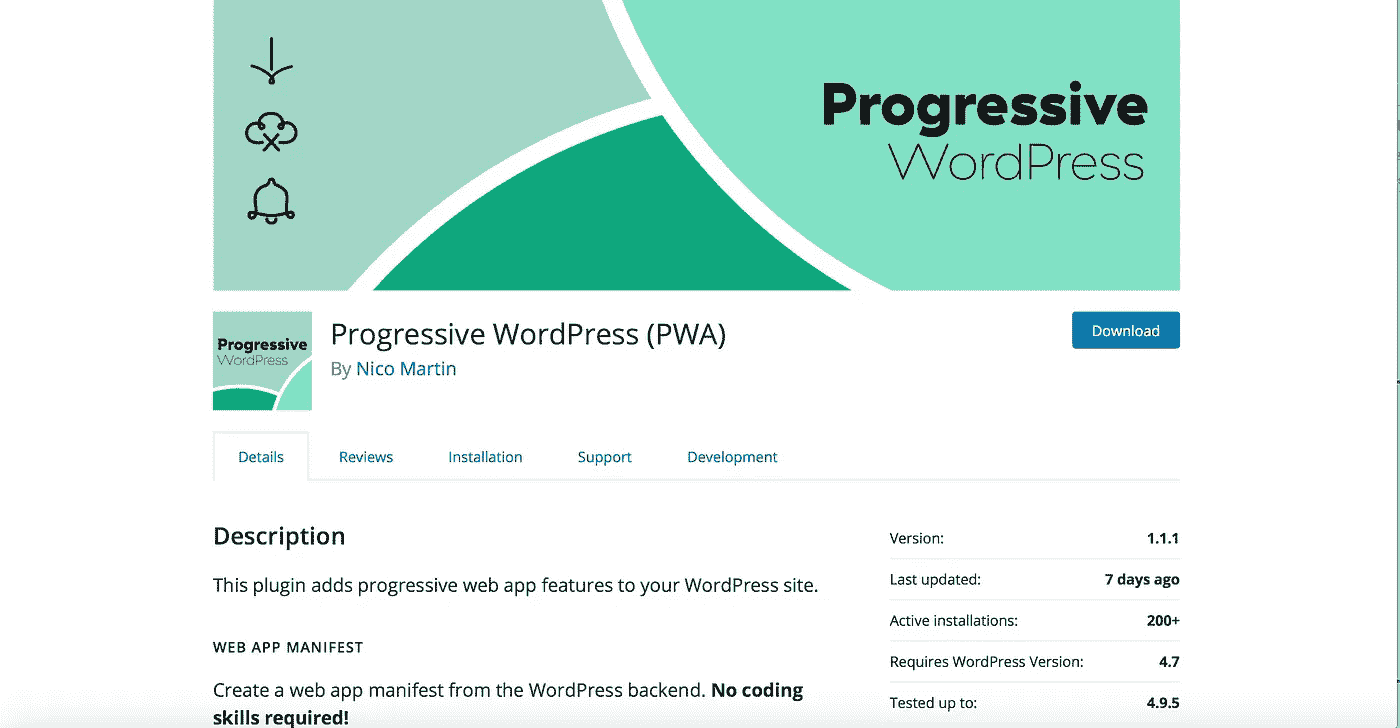 Progressive
WordPress
Progressive
WordPress
Progressive WordPress (PWA)
By Nico Martin
Download
Details
Reviews
Installation
Support
Development
Description
This plugin adds progressive web app features to your WordPress site.
WEB APP MANIFEST
Create a web app manifest from the WordPress backend. No coding
skills required!
Version: 1.1.1
Last updated: 7 days ago
Active installations: 200+
Requires WordPress Version: 4.7
Tested up to: 4.9.5